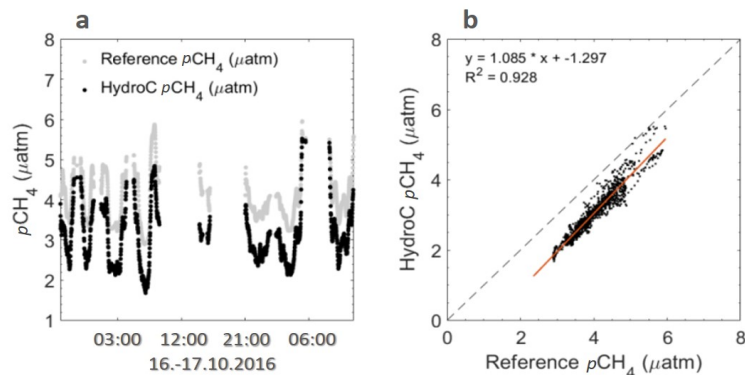 a
Reference pCH4 (μatm)
HydroC pCH4 (μatm)
pCH4 (μatm)
8
7
6
5
4
3
2
1
03:00 12:00 21:00 06:00
16.-17.10.2016
b
y = 1.085 * x + -1.297
R² = 0.928
HydroC pCH4 (μatm)
8
6
4
2
0
0 2 4 6 8
Reference pCH4 (μatm)